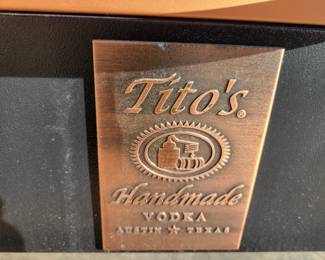 Tito's®
Handmade
VODKA
AUSTIN ★ TEXAS